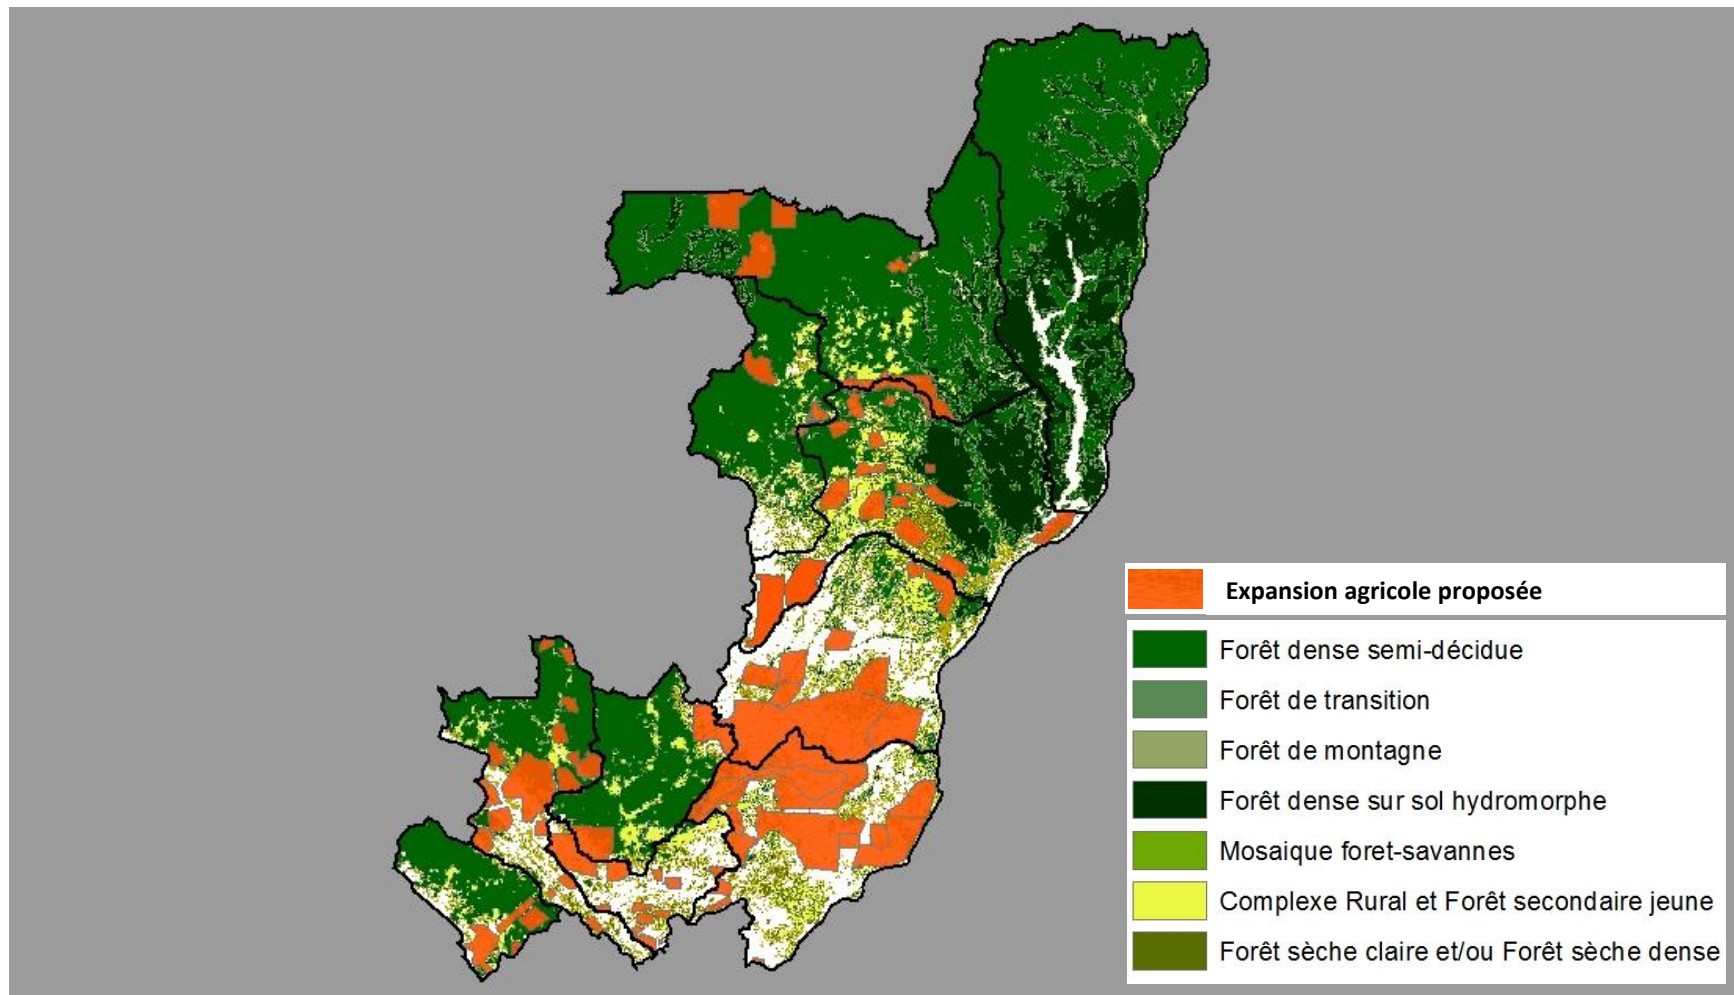 Expansion agricole proposée
Forêt dense semi-décidue
Forêt de transition
Forêt de montagne
Forêt dense sur sol hydromorphe
Mosaique foret-savannes
Complexe Rural et Forêt secondaire jeune
Forêt sèche claire et/ou Forêt sèche dense